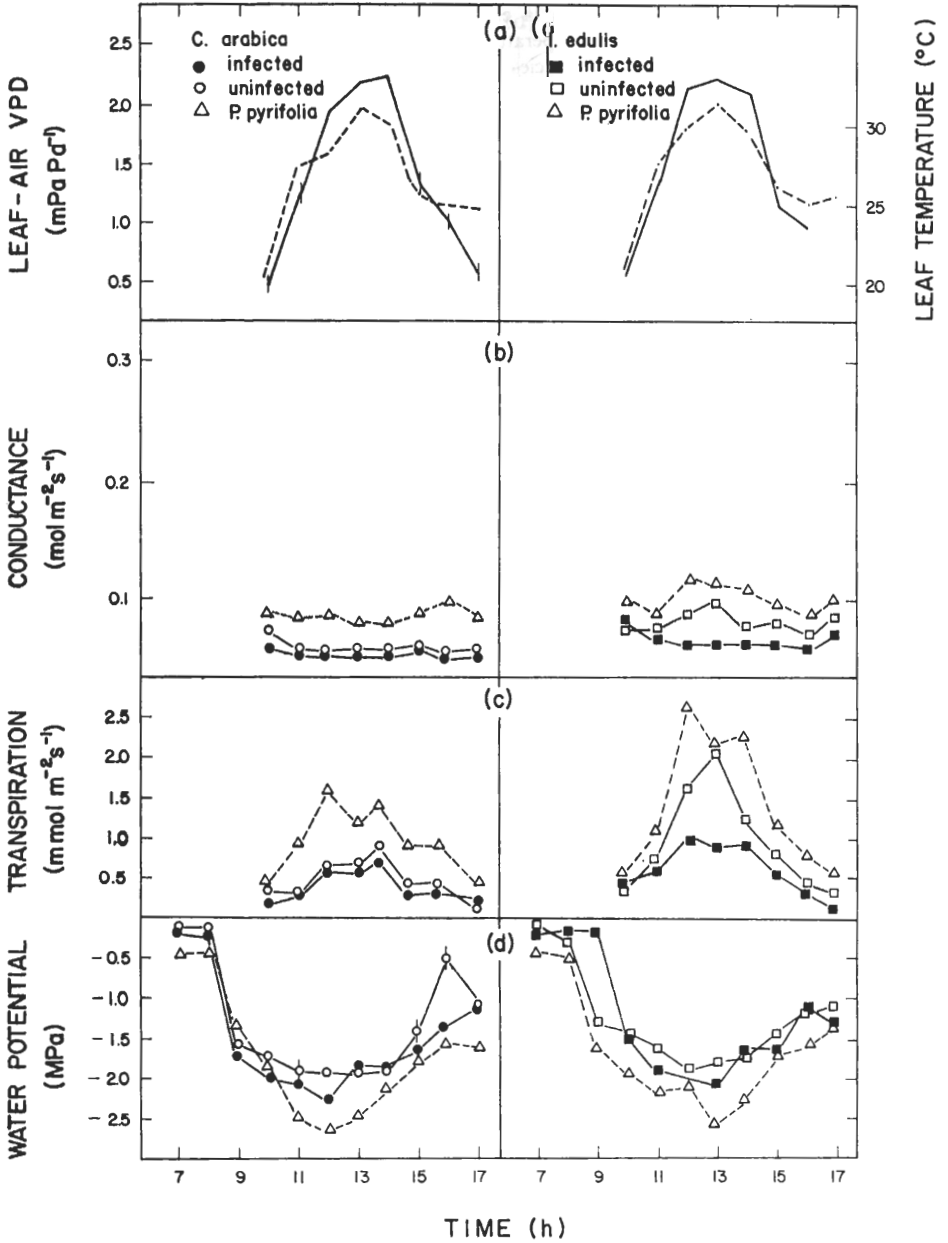 LEAF-AIR VPD
(mPa Pd⁻¹)
2.5
2.0
1.5
1.0
0.5
(a)
C. arabica
infected
uninfected
P. pyrifolia
I. edulis
infected
uninfected
P. pyrifolia
30
25
20
LEAF TEMPERATURE (°C)
CONDUCTANCE
(mol m⁻²s⁻¹)
(b)
0.3
0.2
0.1
TRANSPIRATION
(mmol m⁻²s⁻¹)
(c)
2.5
2.0
1.5
1.0
0.5
WATER POTENTIAL
(MPa)
(d)
-0.5
-1.0
-1.5
-2.0
-2.5
7 9 11 13 15 17 7 9 11 13 15 17
TIME (h)